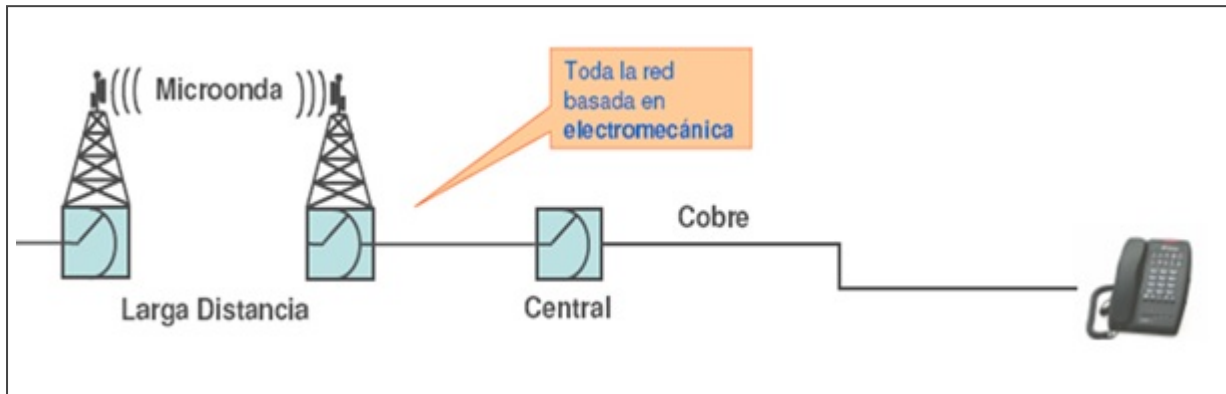 Microonda
Toda la red
basada en
electromecánica
Cobre
Larga Distancia
Central